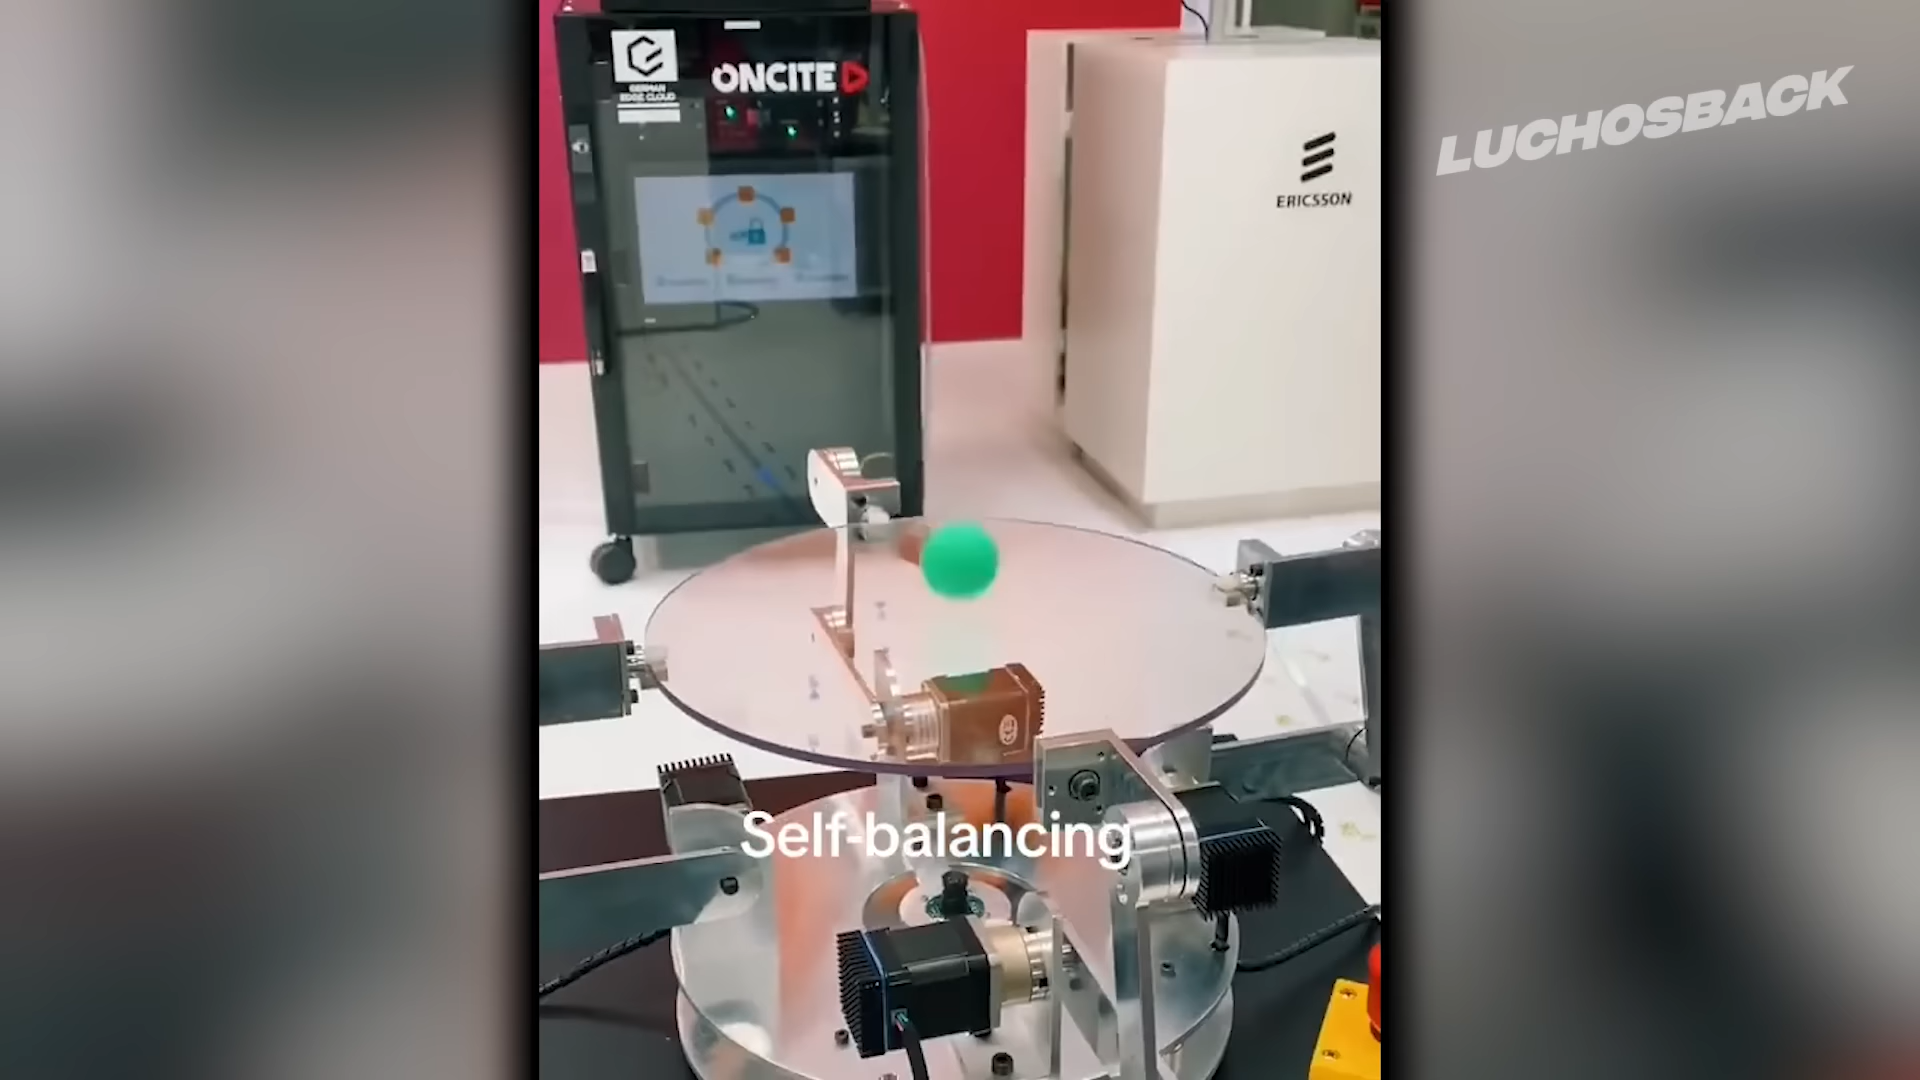 ONCITE
GERMAN
EDGE CLOUD
LUCHOSBACK
ERICSSON
Self-balancing